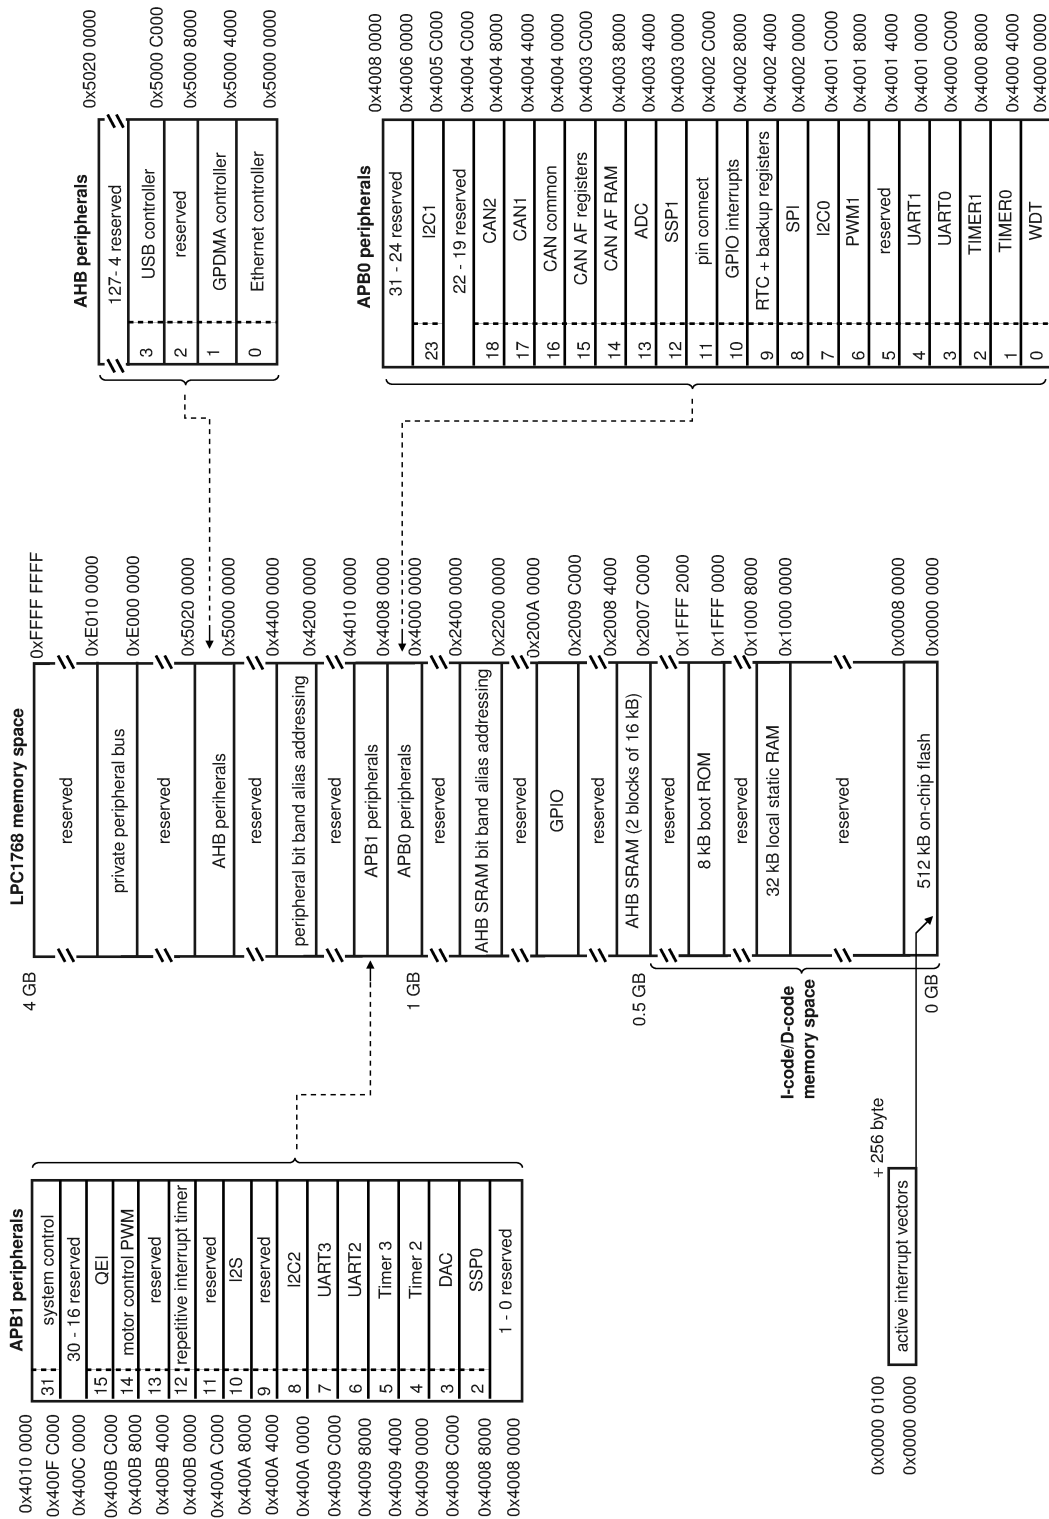 LPC1768 memory space
4 GB
1 GB
0.5 GB
0 GB
0xFFFF FFFF
reserved
0xE010 0000
private peripheral bus
0xE000 0000
reserved
0x5020 0000
AHB periherals
0x5000 0000
reserved
0x4400 0000
peripheral bit band alias addressing
0x4200 0000
reserved
0x4010 0000
APB1 peripherals
0x4008 0000
APB0 peripherals
0x4000 0000
reserved
0x2400 0000
AHB SRAM bit band alias addressing
0x2200 0000
reserved
0x200A 0000
GPIO
0x2009 C000
reserved
0x2008 4000
AHB SRAM (2 blocks of 16 kB)
0x2007 C000
reserved
0x1FFF 2000
8 kB boot ROM
0x1FFF 0000
reserved
0x1000 8000
32 kB local static RAM
0x1000 0000
reserved
0x0008 0000
512 kB on-chip flash
0x0000 0000
I-code/D-code
memory space
+ 256 byte
active interrupt vectors
0x0000 0100
0x0000 0000
APB1 peripherals
0x4010 0000
31 system control
0x400F C000
30 - 16 reserved
0x400C 0000
15 QEI
0x400B C000
14 motor control PWM
0x400B 8000
13 reserved
0x400B 4000
12 repetitive interrupt timer
0x400B 0000
11 reserved
0x400A C000
10 I2S
0x400A 8000
9 reserved
0x400A 4000
8 I2C2
0x400A 0000
7 UART3
0x4009 C000
6 UART2
0x4009 8000
5 Timer 3
0x4009 4000
4 Timer 2
0x4009 0000
3 DAC
0x4008 C000
2 SSP0
0x4008 8000
1 - 0 reserved
0x4008 0000
AHB peripherals
0x5020 0000
127- 4 reserved
3 USB controller
0x5000 C000
2 reserved
0x5000 8000
1 GPDMA controller
0x5000 4000
0 Ethernet controller
0x5000 0000
APB0 peripherals
0x4008 0000
31 - 24 reserved
0x4006 0000
23 I2C1
0x4005 C000
22 - 19 reserved
0x4004 C000
18 CAN2
0x4004 8000
17 CAN1
0x4004 4000
16 CAN common
0x4004 0000
15 CAN AF registers
0x4003 C000
14 CAN AF RAM
0x4003 8000
13 ADC
0x4003 4000
12 SSP1
0x4003 0000
11 pin connect
0x4002 C000
10 GPIO interrupts
0x4002 8000
9 RTC + backup registers
0x4002 4000
8 SPI
0x4002 0000
7 I2C0
0x4001 C000
6 PWM1
0x4001 8000
5 reserved
0x4001 4000
4 UART1
0x4001 0000
3 UART0
0x4000 C000
2 TIMER1
0x4000 8000
1 TIMER0
0x4000 4000
0 WDT
0x4000 0000